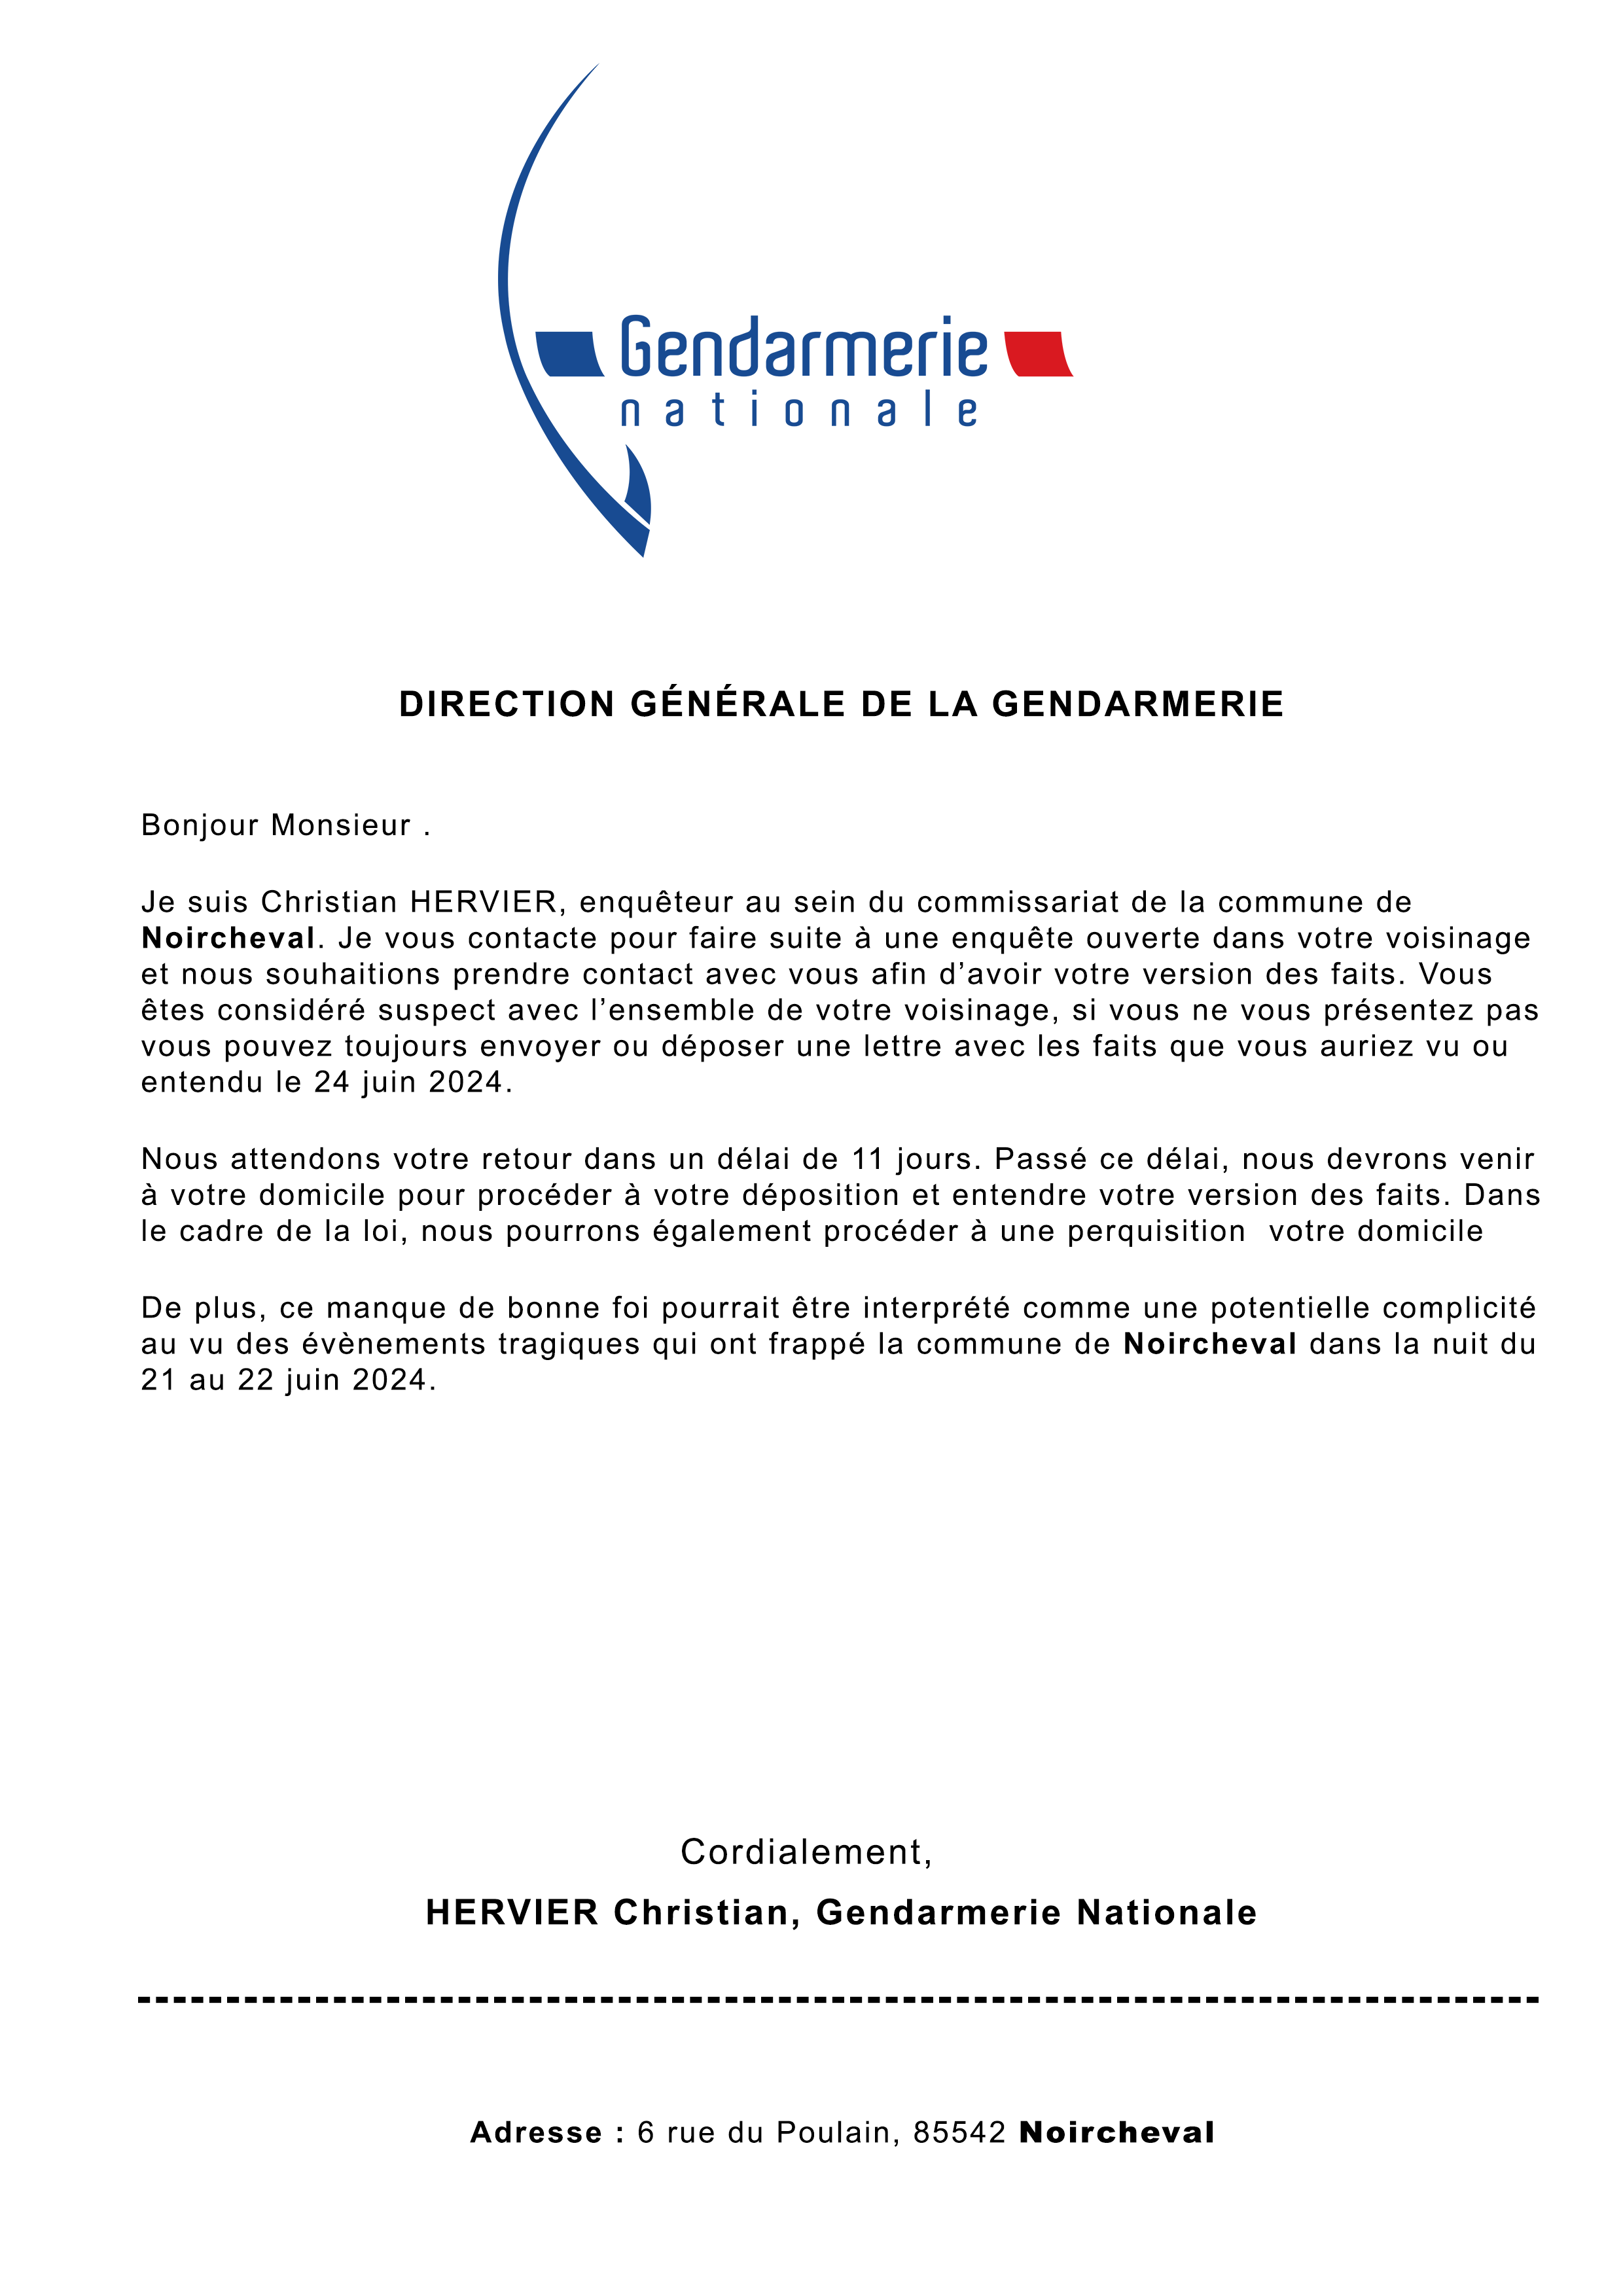 Gendarmerie
nationale
DIRECTION GÉNÉRALE DE LA GENDARMERIE
Bonjour Monsieur .
Je suis Christian HERVIER, enquêteur au sein du commissariat de la commune de
Noircheval. Je vous contacte pour faire suite à une enquête ouverte dans votre voisinage
et nous souhaitions prendre contact avec vous afin d’avoir votre version des faits. Vous
êtes considéré suspect avec l’ensemble de votre voisinage, si vous ne vous présentez pas
vous pouvez toujours envoyer ou déposer une lettre avec les faits que vous auriez vu ou
entendu le 24 juin 2024.
Nous attendons votre retour dans un délai de 11 jours. Passé ce délai, nous devrons venir
à votre domicile pour procéder à votre déposition et entendre votre version des faits. Dans
le cadre de la loi, nous pourrons également procéder à une perquisition  votre domicile
De plus, ce manque de bonne foi pourrait être interprété comme une potentielle complicité
au vu des évènements tragiques qui ont frappé la commune de Noircheval dans la nuit du
21 au 22 juin 2024.
Cordialement,
HERVIER Christian, Gendarmerie Nationale
Adresse : 6 rue du Poulain, 85542 Noircheval